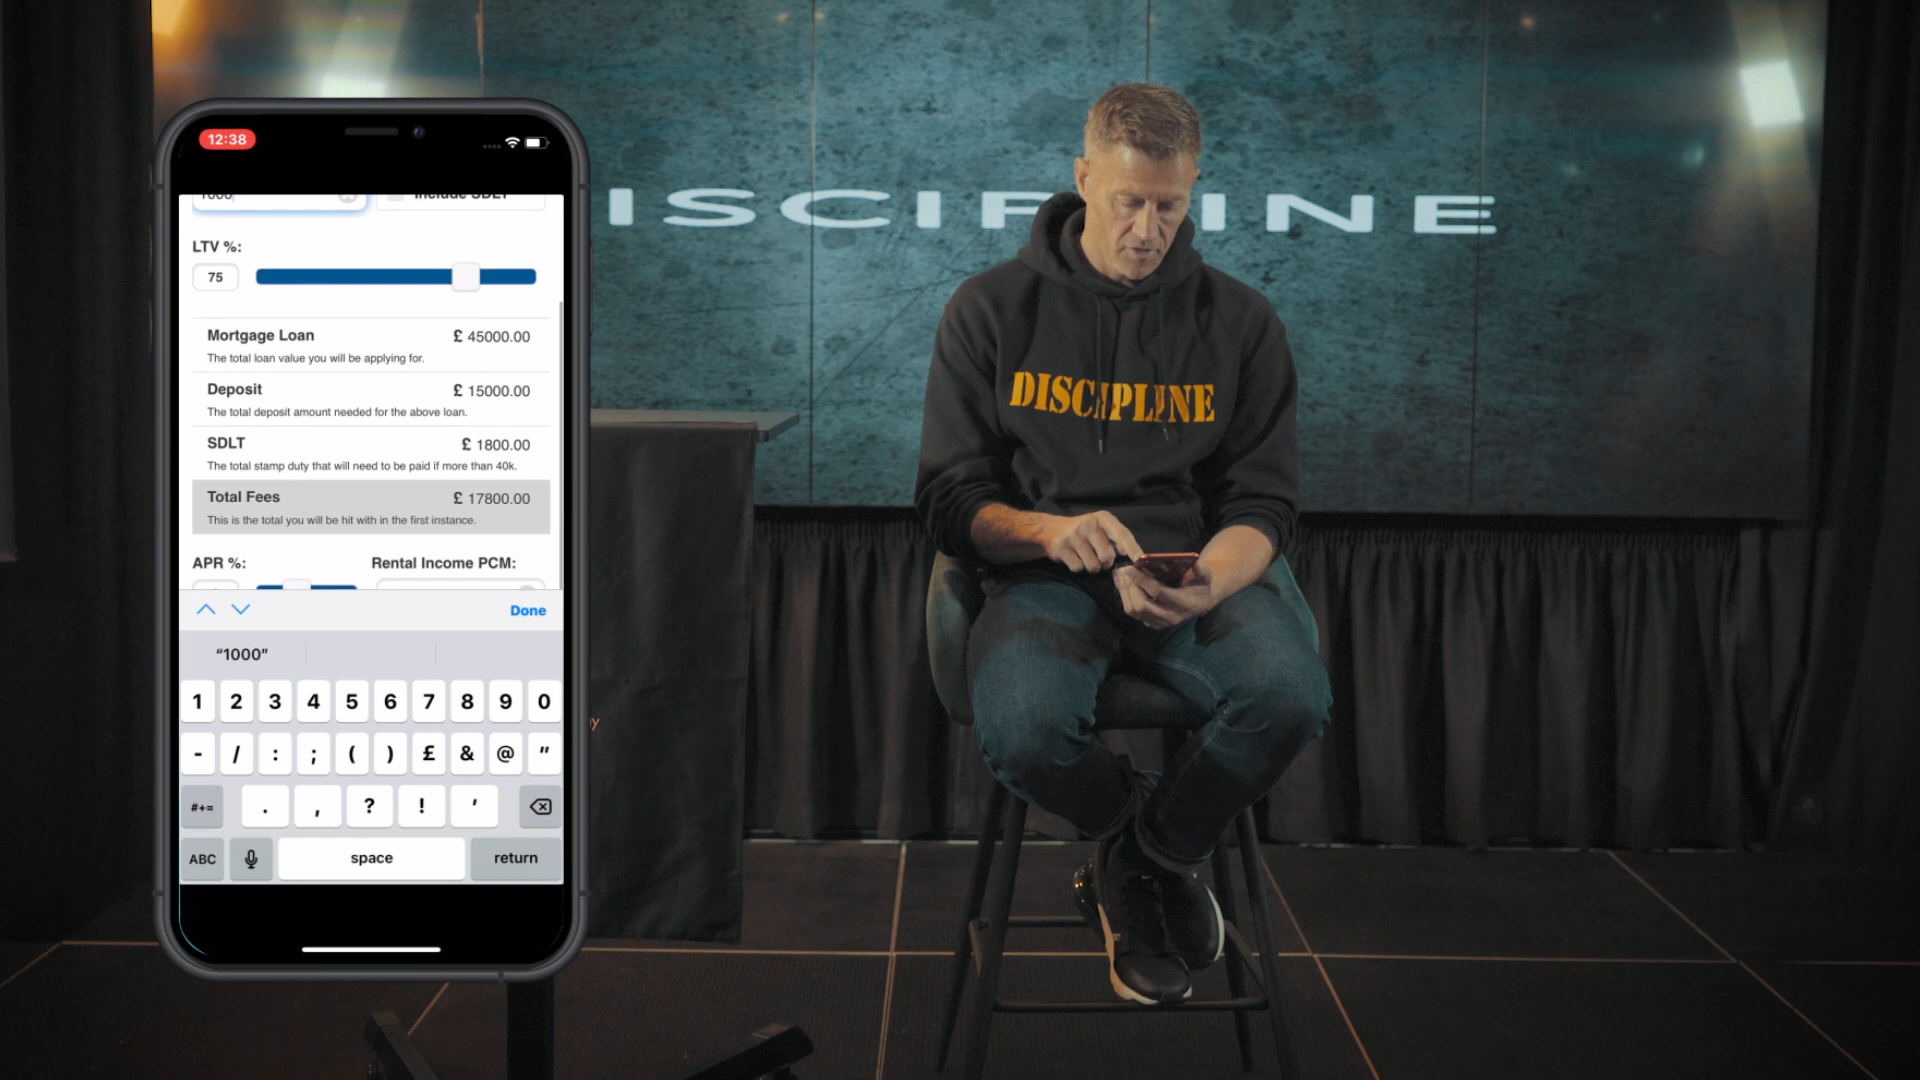 12:38
1000
Include SDLT
LTV %:
75
Mortgage Loan £ 45000.00
The total loan value you will be applying for.
Deposit £ 15000.00
The total deposit amount needed for the above loan.
SDLT £ 1800.00
The total stamp duty that will need to be paid if more than 40k.
Total Fees £ 17800.00
This is the total you will be hit with in the first instance.
APR %: Rental Income PCM:
Done
“1000”
1 2 3 4 5 6 7 8 9 0
- / : ; ( ) £ & @ "
#+= . , ? ! '
ABC space return
DISCIPLINE
DISCIPLINE